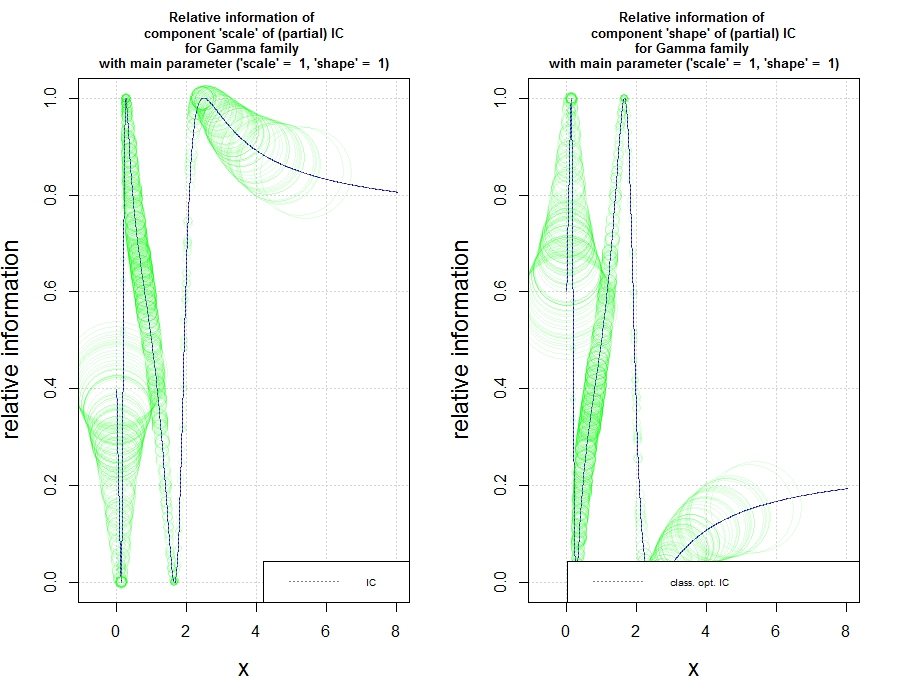 Relative information of
component 'scale' of (partial) IC
for Gamma family
with main parameter ('scale' = 1, 'shape' = 1)
relative information
1.0
0.8
0.6
0.4
0.2
0.0
IC
0 2 4 6 8
x
Relative information of
component 'shape' of (partial) IC
for Gamma family
with main parameter ('scale' = 1, 'shape' = 1)
relative information
1.0
0.8
0.6
0.4
0.2
0.0
class. opt. IC
0 2 4 6 8
x